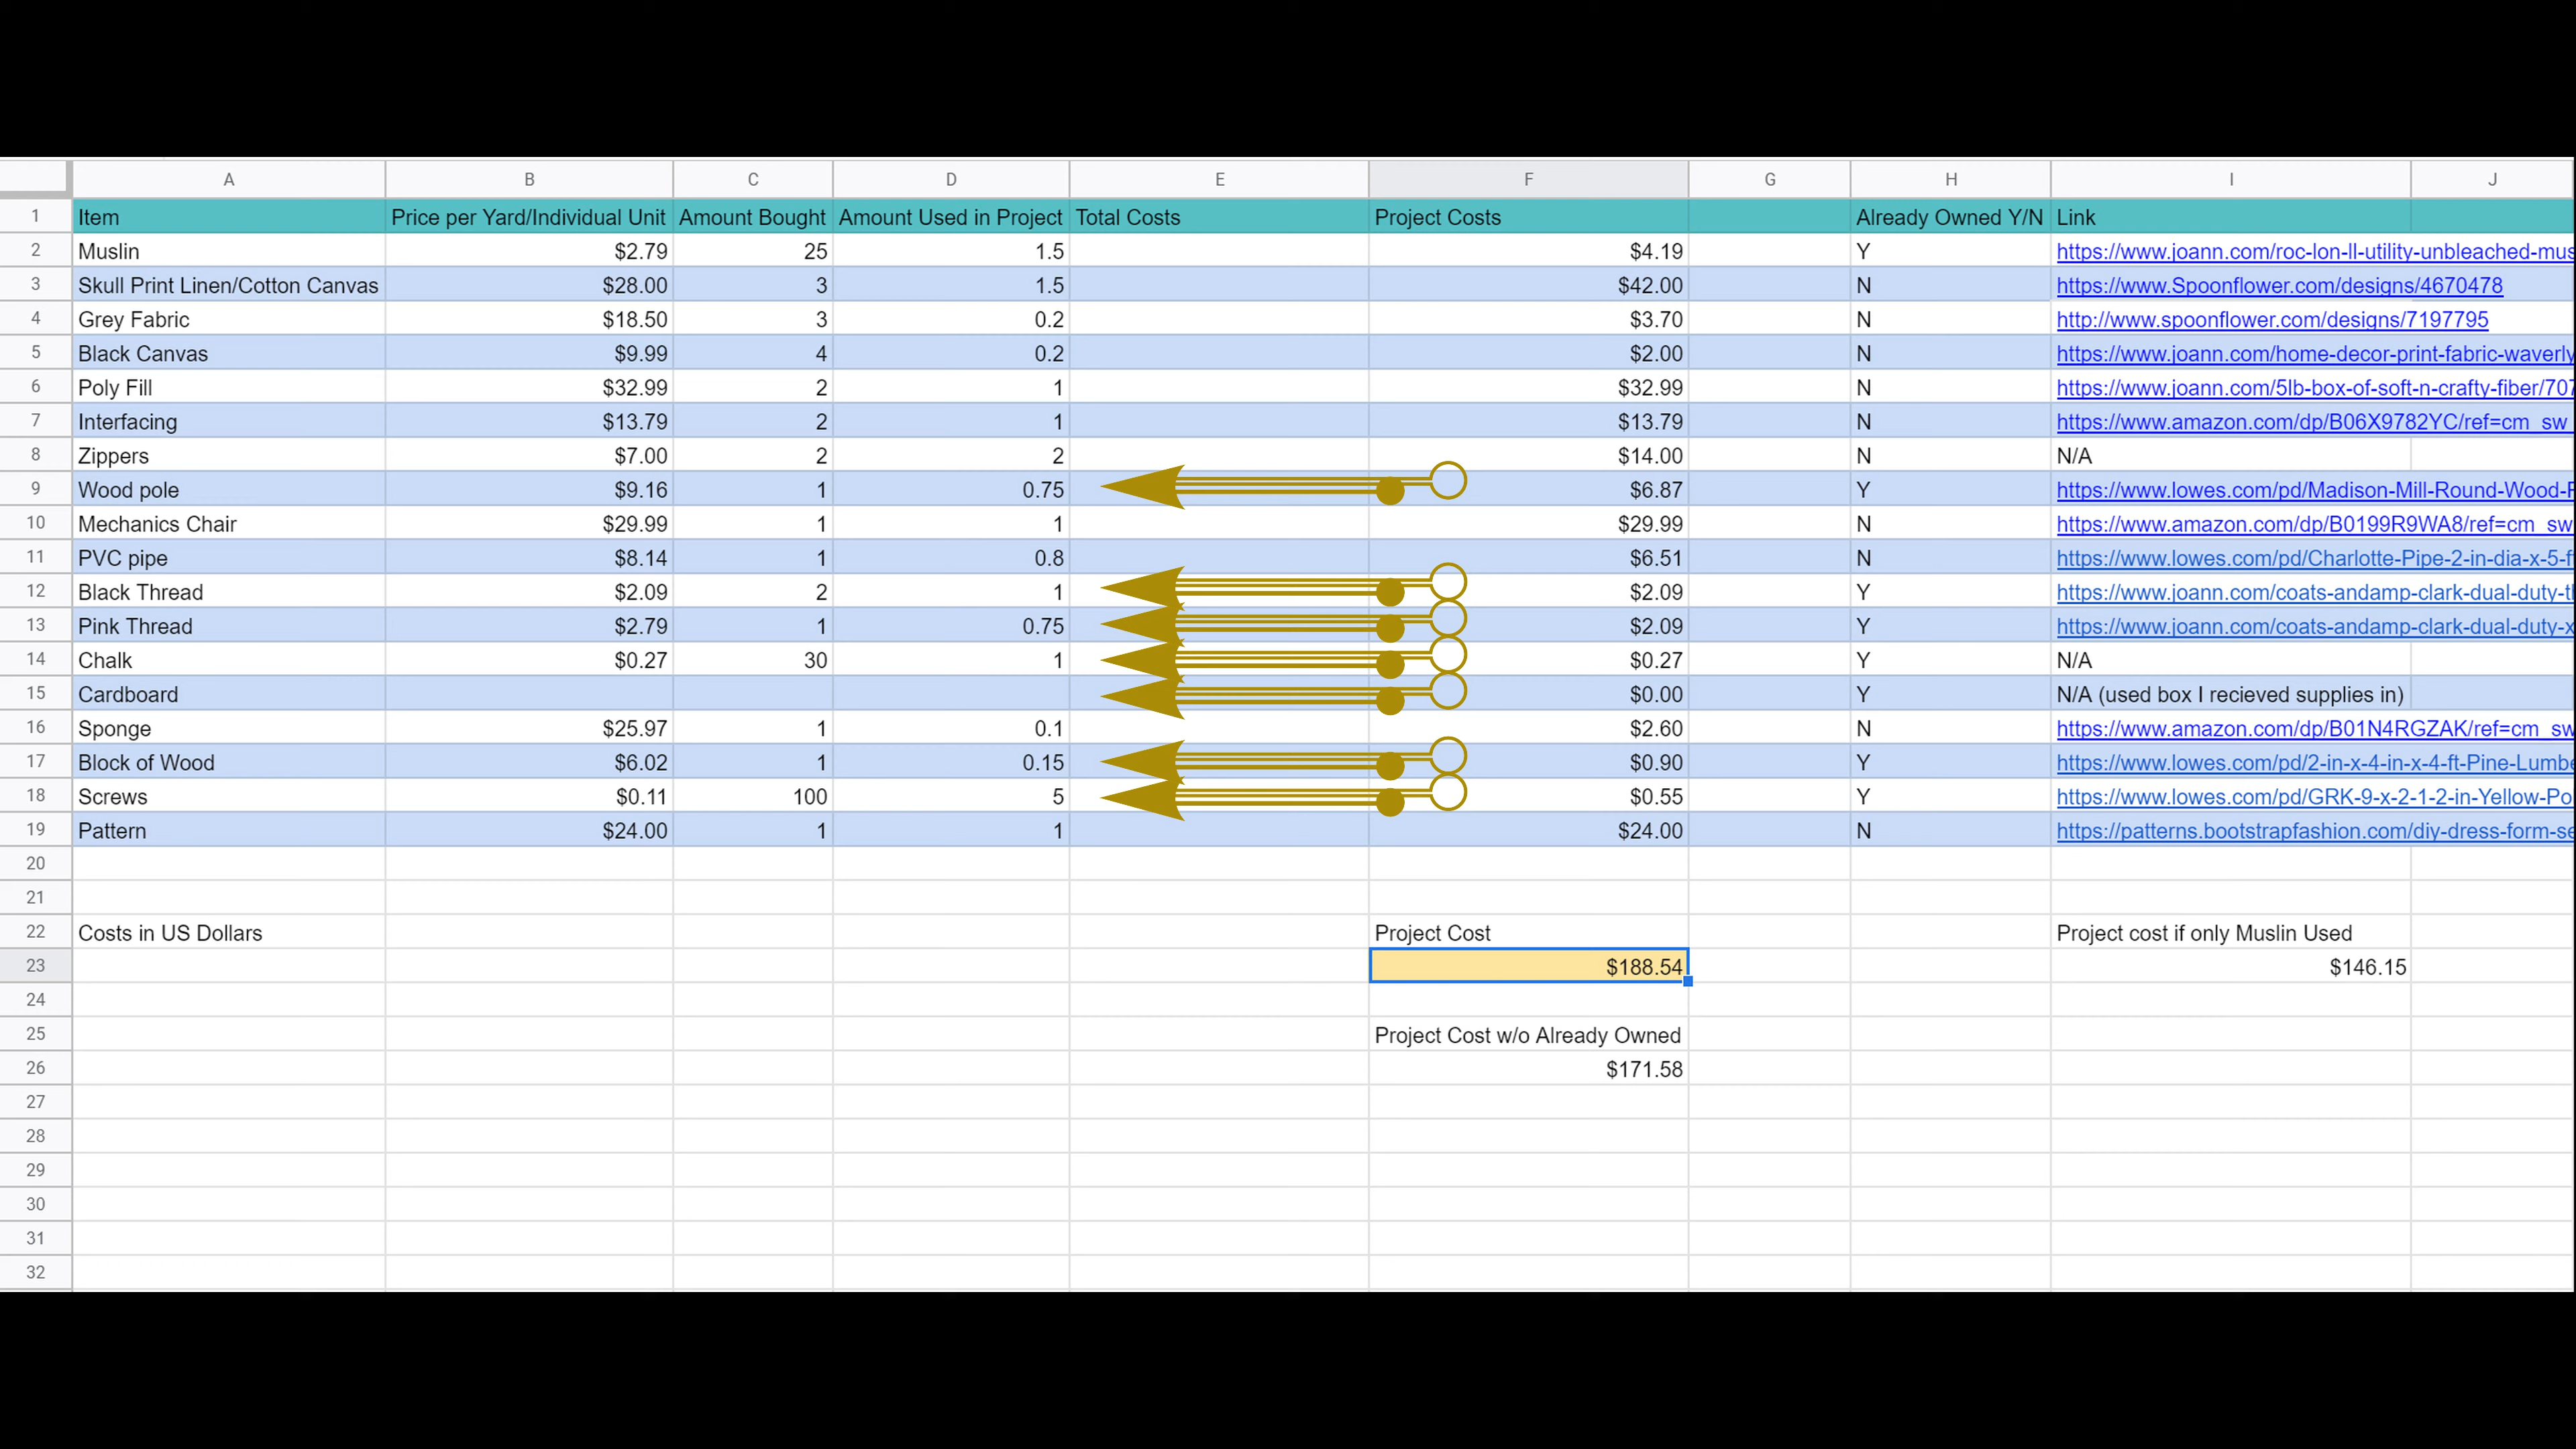 A B C D E F G H I J
1 Item Price per Yard/Individual Unit Amount Bought Amount Used in Project Total Costs Project Costs Already Owned Y/N Link
2 Muslin $2.79 25 1.5 $4.19 Y https://www.joann.com/roc-lon-ll-utility-unbleached-mus
3 Skull Print Linen/Cotton Canvas $28.00 3 1.5 $42.00 N https://www.Spoonflower.com/designs/4670478
4 Grey Fabric $18.50 3 0.2 $3.70 N http://www.spoonflower.com/designs/7197795
5 Black Canvas $9.99 4 0.2 $2.00 N https://www.joann.com/home-decor-print-fabric-waverly
6 Poly Fill $32.99 2 1 $32.99 N https://www.joann.com/5lb-box-of-soft-n-crafty-fiber/707
7 Interfacing $13.79 2 1 $13.79 N https://www.amazon.com/dp/B06X9782YC/ref=cm_sw
8 Zippers $7.00 2 2 $14.00 N N/A
9 Wood pole $9.16 1 0.75 $6.87 Y https://www.lowes.com/pd/Madison-Mill-Round-Wood-P
10 Mechanics Chair $29.99 1 1 $29.99 N https://www.amazon.com/dp/B0199R9WA8/ref=cm_sw
11 PVC pipe $8.14 1 0.8 $6.51 N https://www.lowes.com/pd/Charlotte-Pipe-2-in-dia-x-5-f
12 Black Thread $2.09 2 1 $2.09 Y https://www.joann.com/coats-andamp-clark-dual-duty-t
13 Pink Thread $2.79 1 0.75 $2.09 Y https://www.joann.com/coats-andamp-clark-dual-duty-x
14 Chalk $0.27 30 1 $0.27 Y N/A
15 Cardboard $0.00 Y N/A (used box I recieved supplies in)
16 Sponge $25.97 1 0.1 $2.60 N https://www.amazon.com/dp/B01N4RGZAK/ref=cm_sw
17 Block of Wood $6.02 1 0.15 $0.90 Y https://www.lowes.com/pd/2-in-x-4-in-x-4-ft-Pine-Lumbe
18 Screws $0.11 100 5 $0.55 Y https://www.lowes.com/pd/GRK-9-x-2-1-2-in-Yellow-Po
19 Pattern $24.00 1 1 $24.00 N https://patterns.bootstrapfashion.com/diy-dress-form-se
20
21
22 Costs in US Dollars Project Cost Project cost if only Muslin Used
23 $188.54 $146.15
24
25 Project Cost w/o Already Owned
26 $171.58
27
28
29
30
31
32